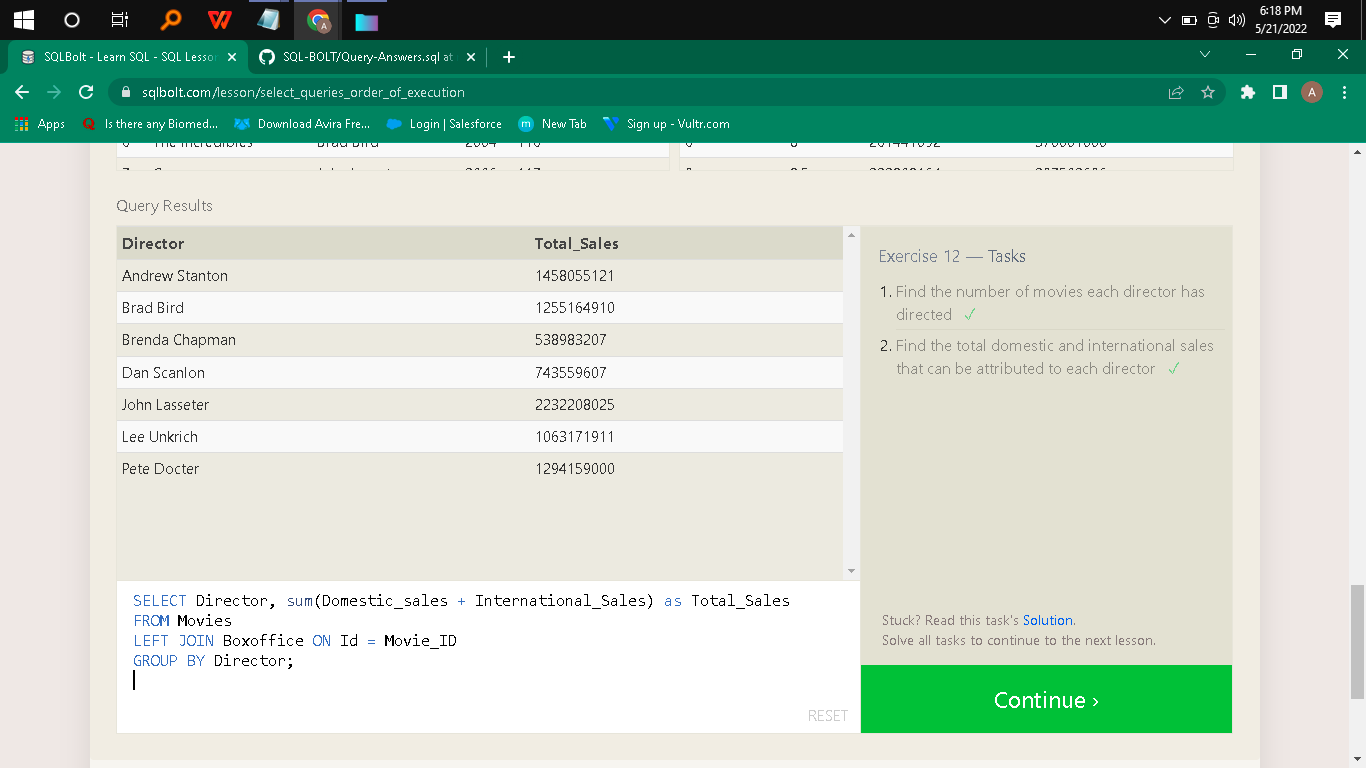 6:18 PM
5/21/2022
SQLBolt - Learn SQL - SQL Lesson
SQL-BOLT/Query-Answers.sql at
sqlbolt.com/lesson/select_queries_order_of_execution
A
Apps
Is there any Biomed...
Download Avira Fre...
Login | Salesforce
New Tab
Sign up - Vultr.com
Query Results
Director Total_Sales
Andrew Stanton 1458055121
Brad Bird 1255164910
Brenda Chapman 538983207
Dan Scanlon 743559607
John Lasseter 2232208025
Lee Unkrich 1063171911
Pete Docter 1294159000
Exercise 12 — Tasks
1. Find the number of movies each director has
directed ✓
2. Find the total domestic and international sales
that can be attributed to each director ✓
SELECT Director, sum(Domestic_sales + International_Sales) as Total_Sales
FROM Movies
LEFT JOIN Boxoffice ON Id = Movie_ID
GROUP BY Director;
RESET
Stuck? Read this task's Solution.
Solve all tasks to continue to the next lesson.
Continue ›